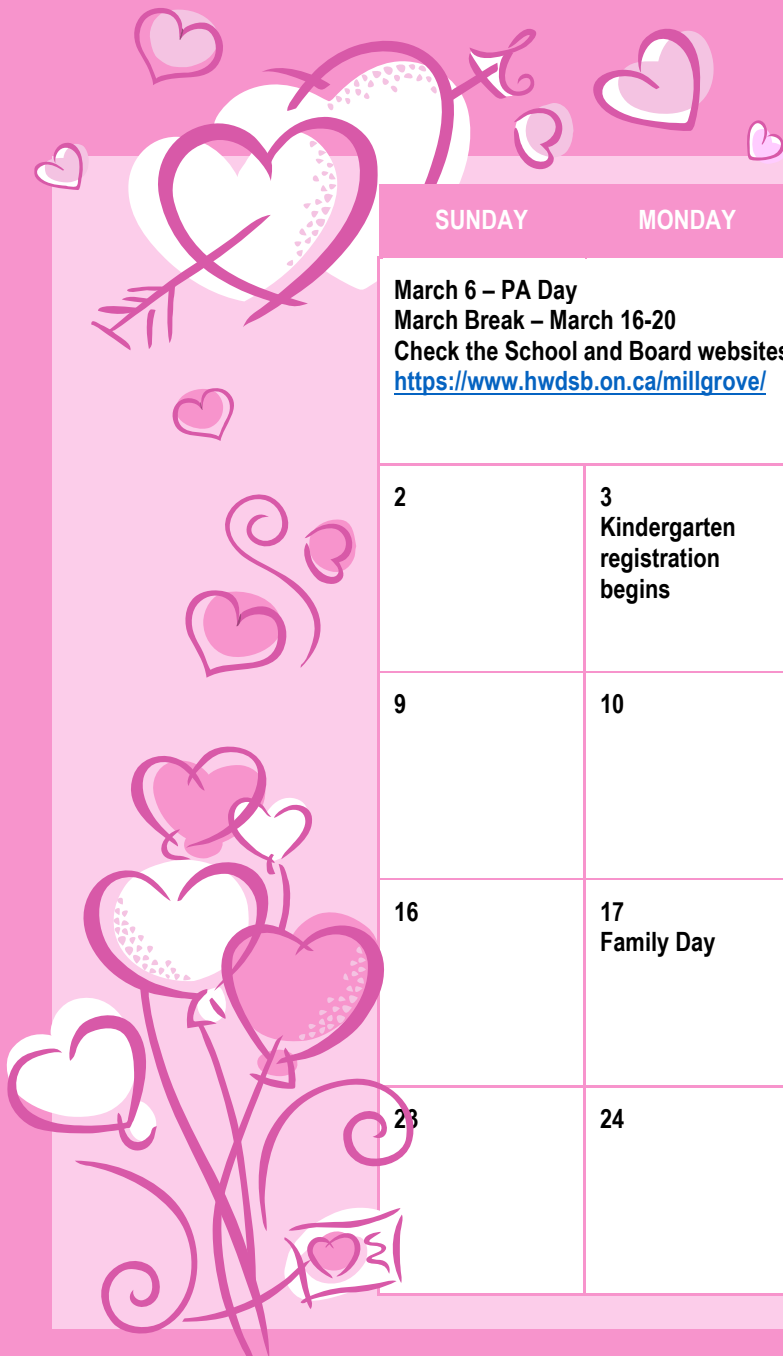 SUNDAY MONDAY
March 6 – PA Day
March Break – March 16-20
Check the School and Board websites
https://www.hwdsb.on.ca/millgrove/
2
3
Kindergarten
registration
begins
9
10
16
17
Family Day
23
24